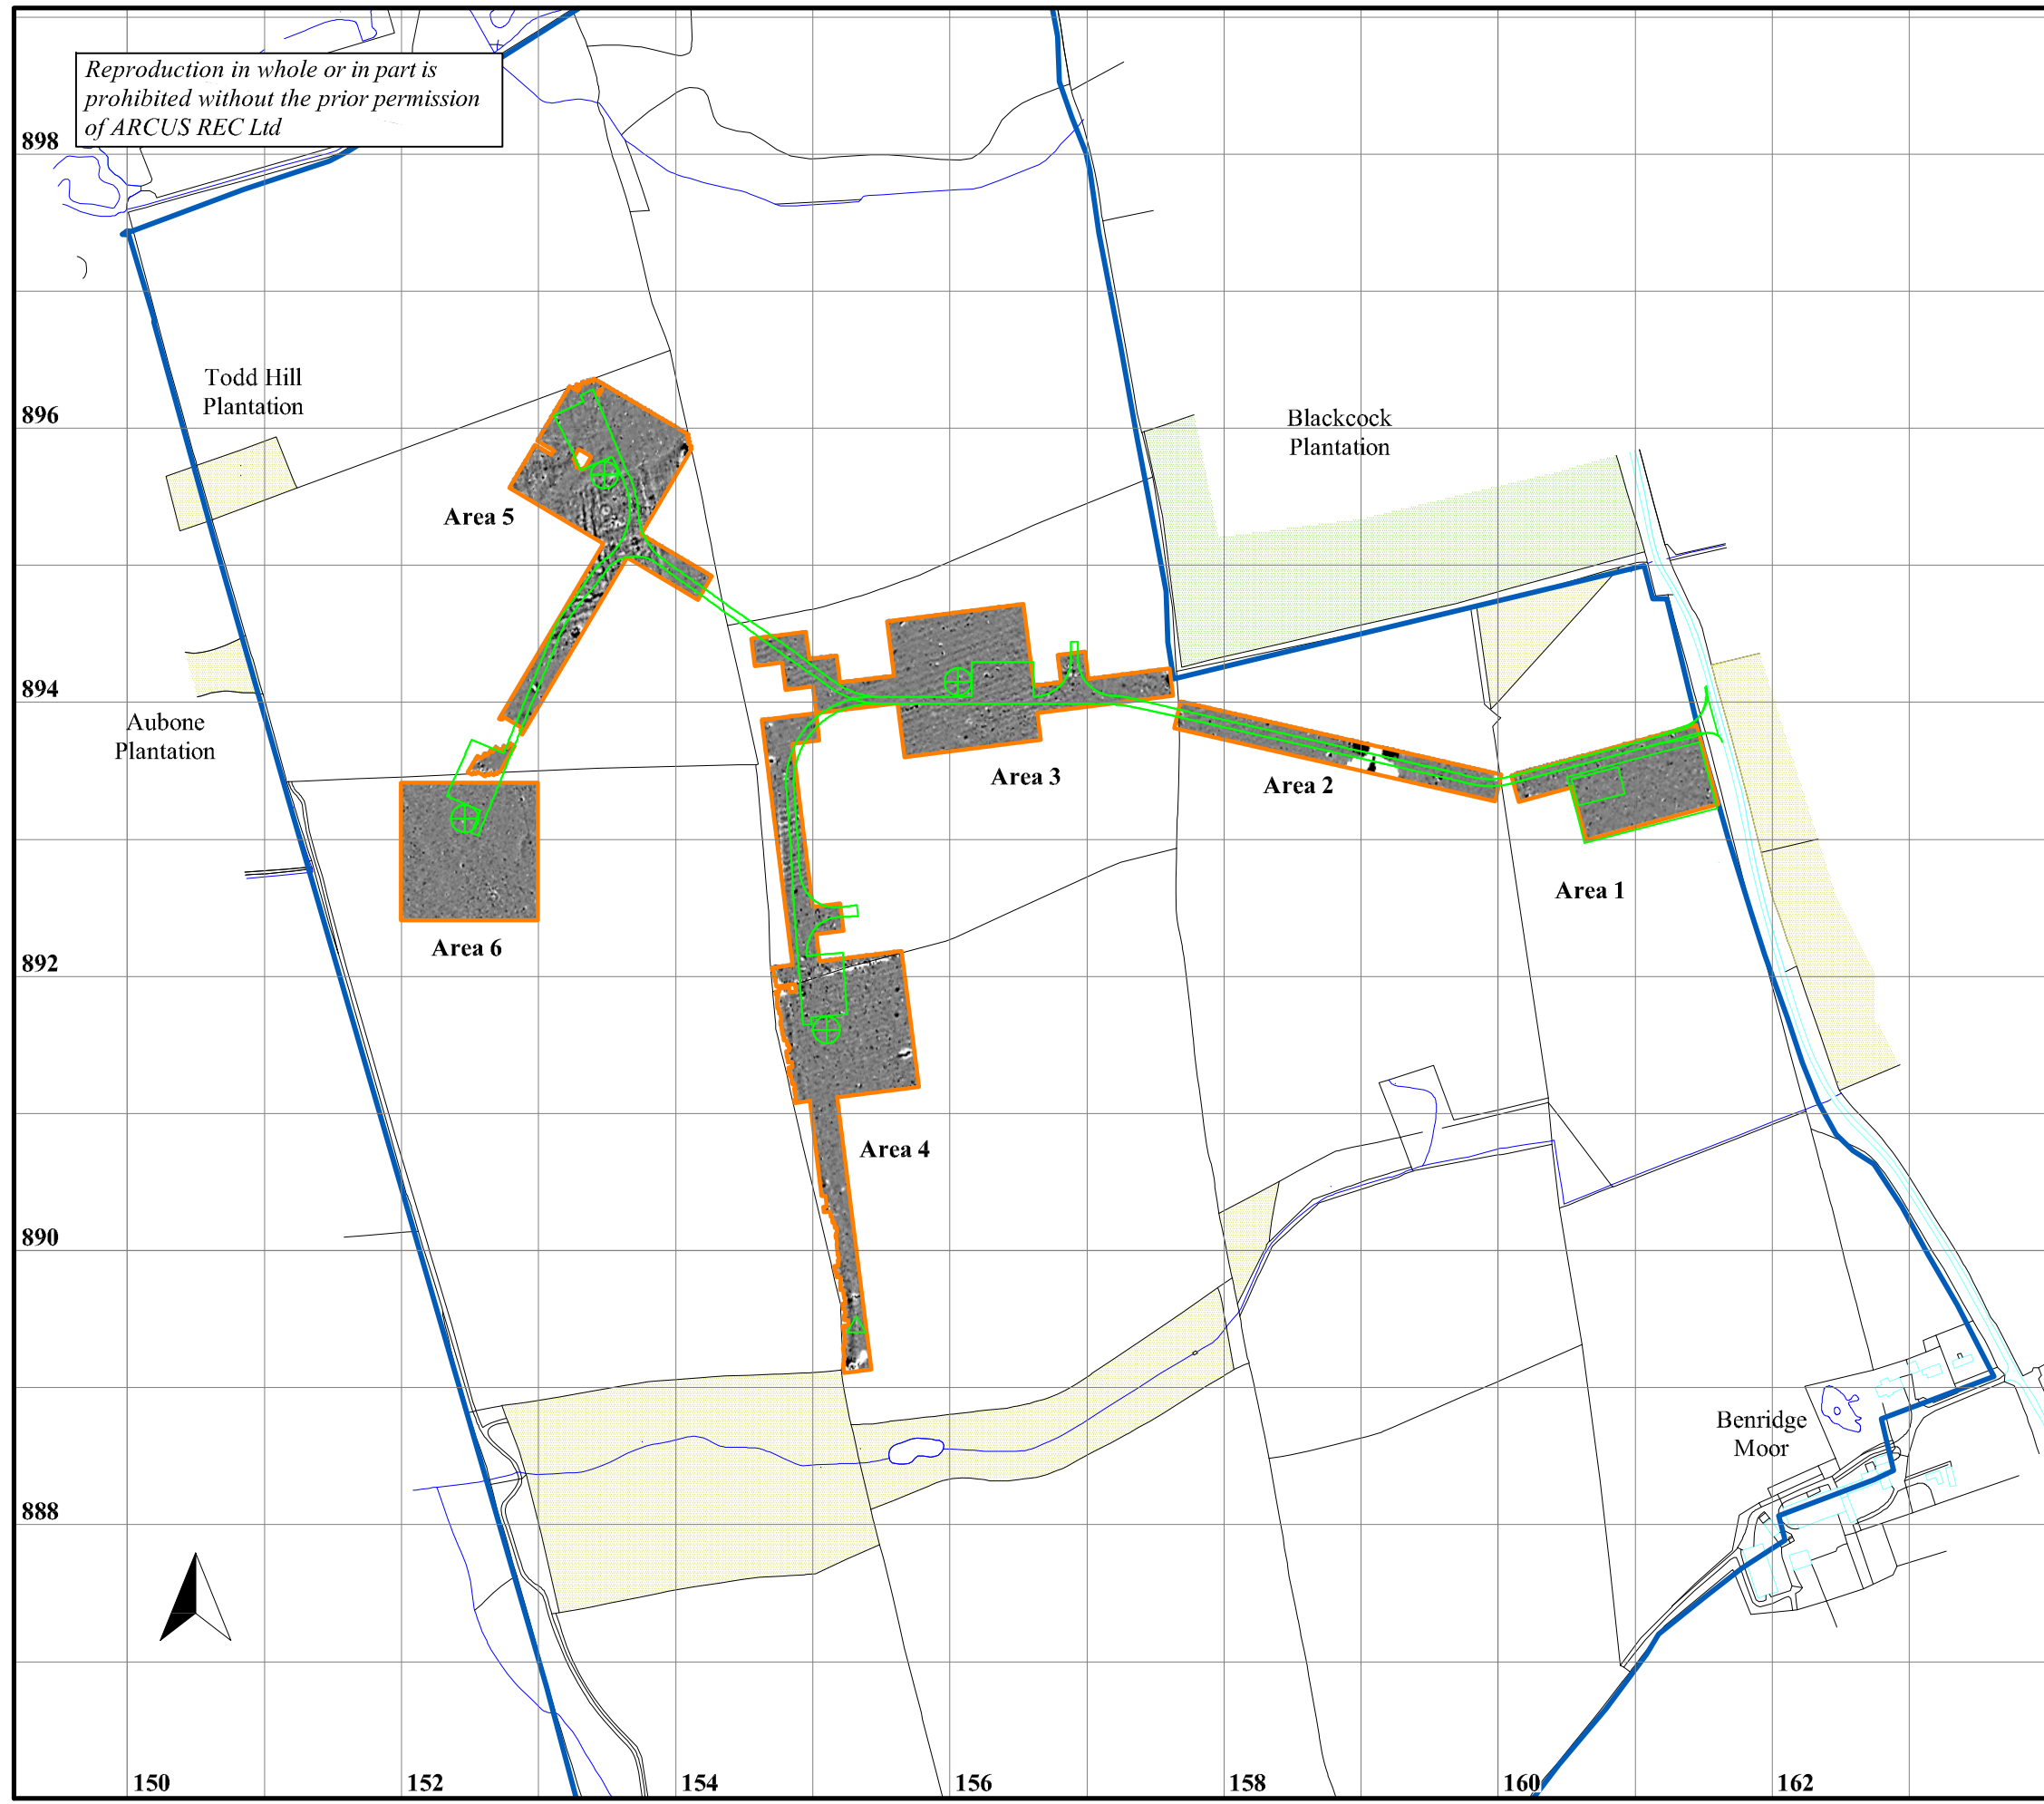 Reproduction in whole or in part is
prohibited without the prior permission
of ARCUS REC Ltd
898
Todd Hill
Plantation
896
Blackcock
Plantation
Area 5
894
Aubone
Plantation
Area 3
Area 2
Area 1
Area 6
892
Area 4
890
Benridge
Moor
888
150
152
154
156
158
160
162